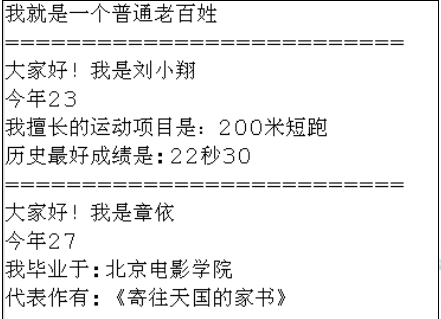 我就是一个普通老百姓
==========================
大家好！我是刘小翔
今年23
我擅长的运动项目是：200米短跑
历史最好成绩是：22秒30
==========================
大家好！我是章依
今年27
我毕业于：北京电影学院
代表作有：《寄往天国的家书》